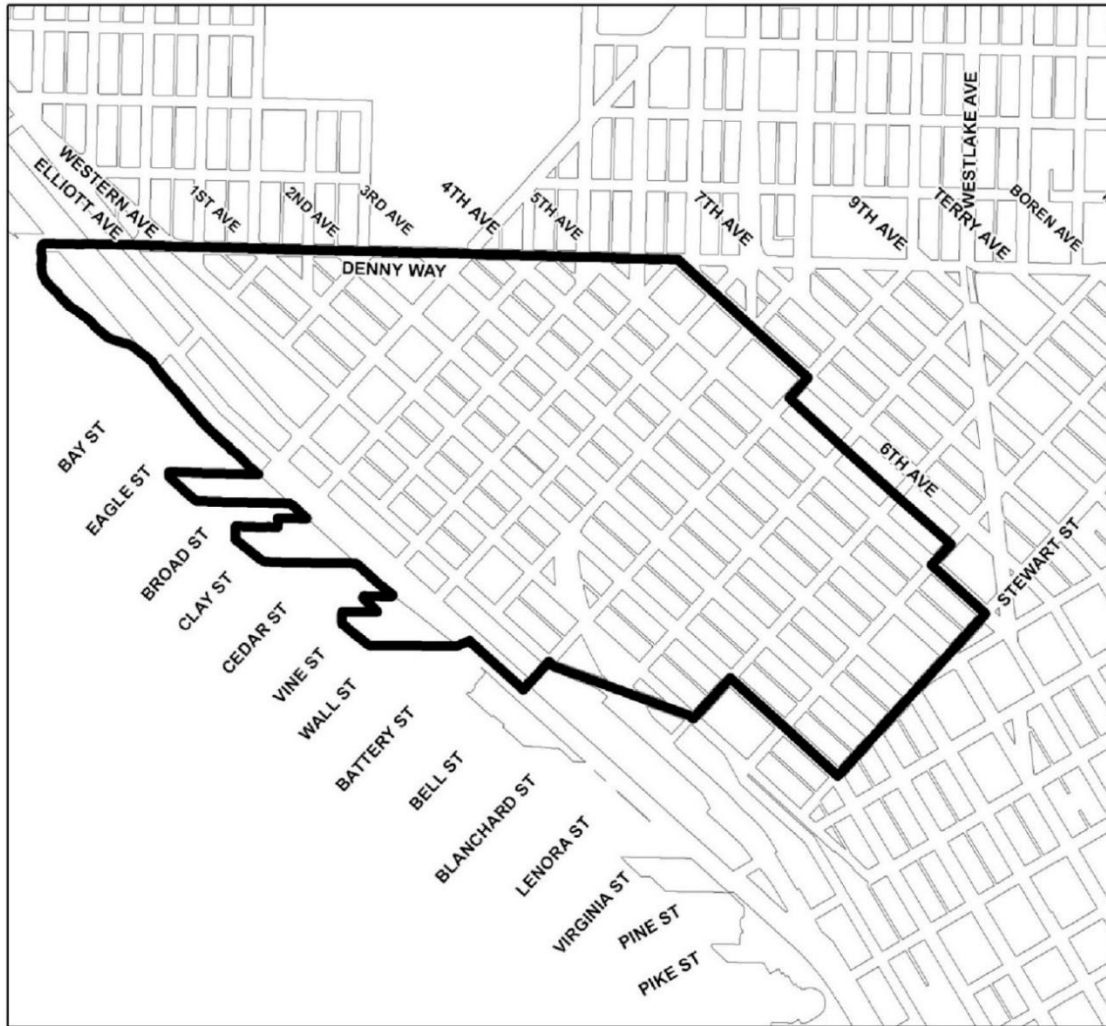 WESTLAKE AVE
WESTERN AVE
ELLIOTT AVE
1ST AVE
2ND AVE
3RD AVE
4TH AVE
5TH AVE
7TH AVE
9TH AVE
TERRY AVE
BOREN AVE
DENNY WAY
6TH AVE
STEWART ST
BAY ST
EAGLE ST
BROAD ST
CLAY ST
CEDAR ST
VINE ST
WALL ST
BATTERY ST
BELL ST
BLANCHARD ST
LENORA ST
VIRGINIA ST
PINE ST
PIKE ST